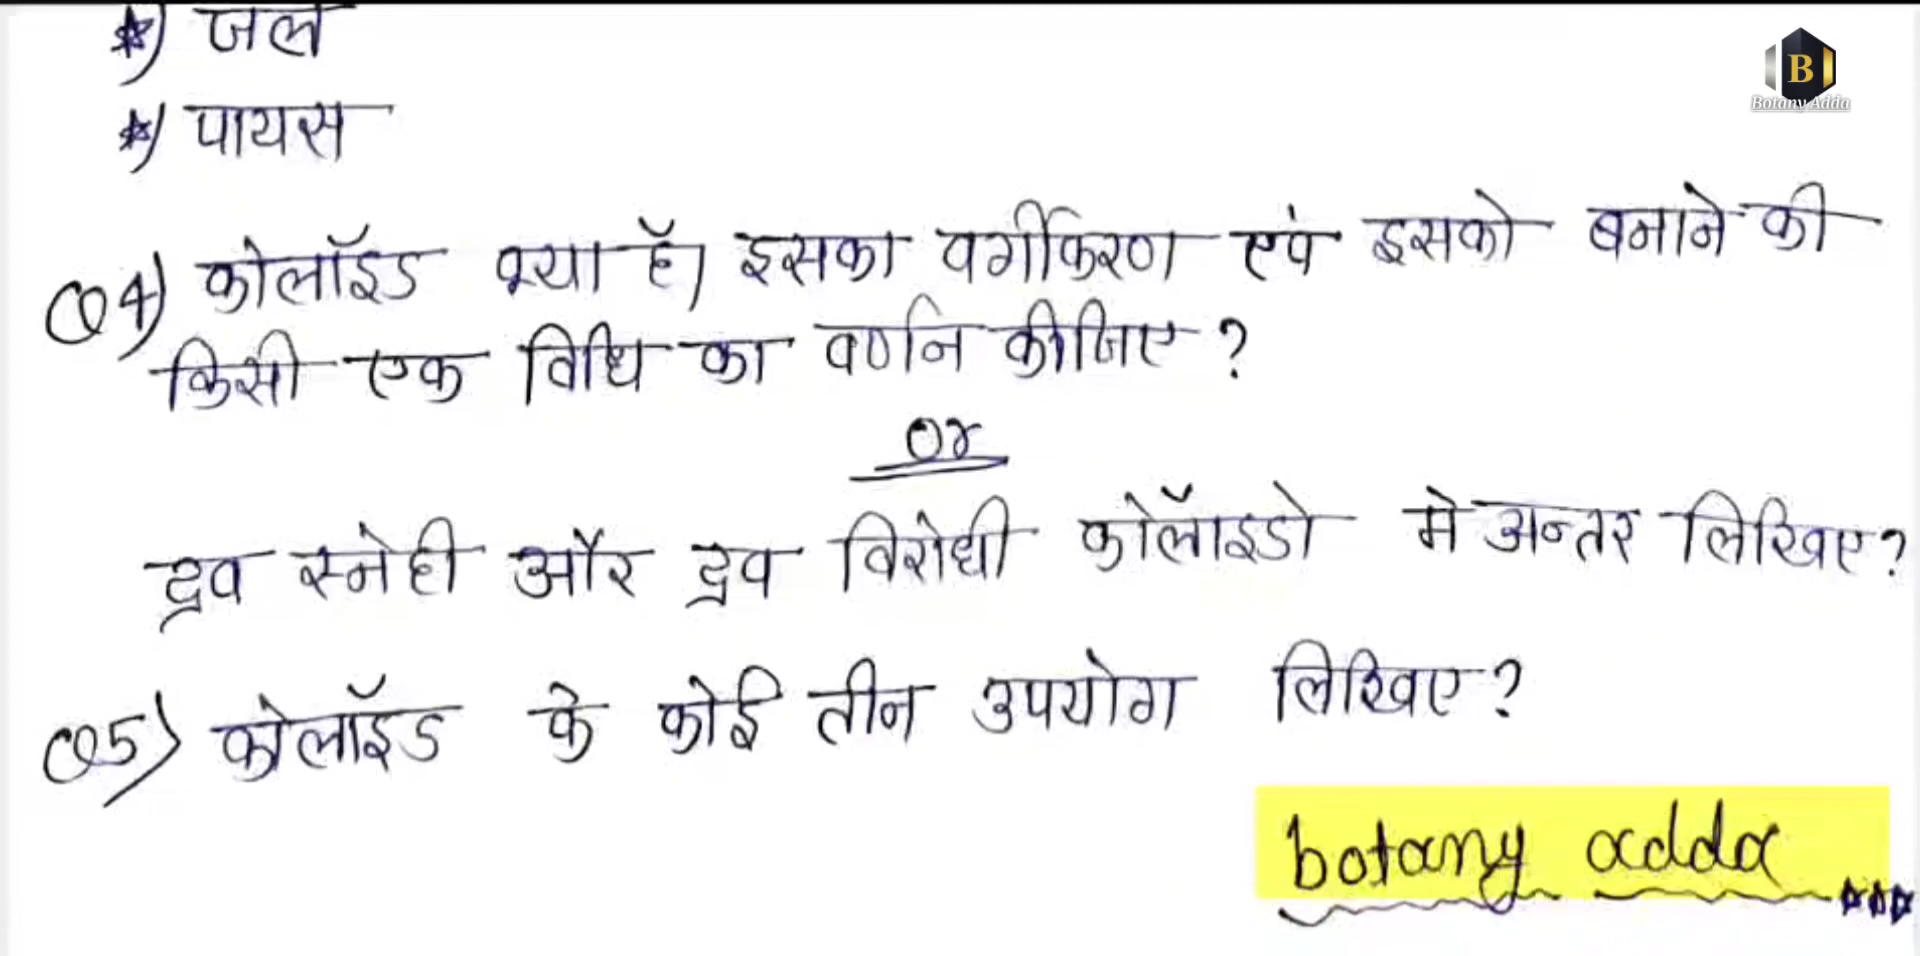 *) जल
B
Botany Adda
*) पायस
Q4) कोलॉइड क्या है। इसका वर्गीकरण एवं इसको बनाने की
किसी एक विधि का वर्णन कीजिए ?
Or
द्रव स्नेही और द्रव विरोधी कोलॉइडो मे अन्तर लिखिए?
Q5) कोलॉइड के कोई तीन उपयोग लिखिए?
botany adda